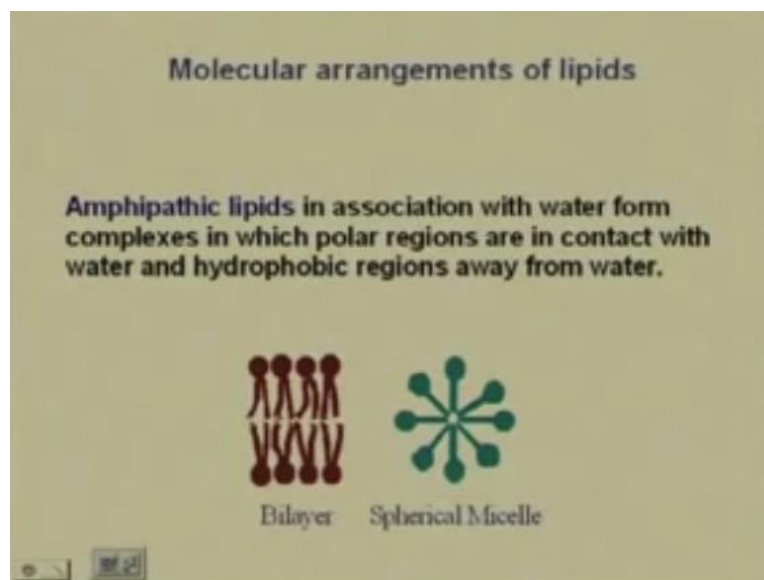 Molecular arrangements of lipids
Amphipathic lipids in association with water form
complexes in which polar regions are in contact with
water and hydrophobic regions away from water.
Bilayer
Spherical Micelle